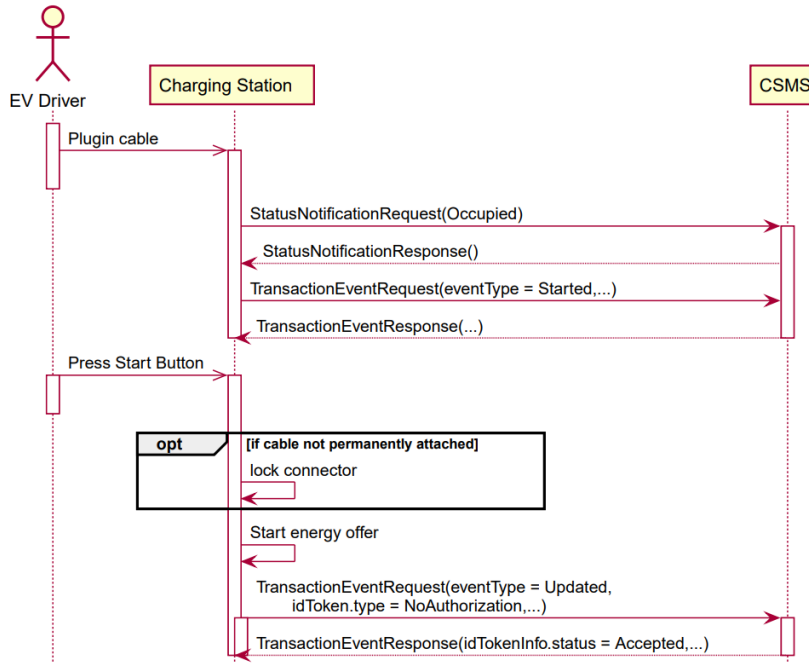 EV Driver
Charging Station
CSMS
Plugin cable
StatusNotificationRequest(Occupied)
StatusNotificationResponse()
TransactionEventRequest(eventType = Started,...)
TransactionEventResponse(...)
Press Start Button
opt [if cable not permanently attached]
lock connector
Start energy offer
TransactionEventRequest(eventType = Updated,
idToken.type = NoAuthorization,...)
TransactionEventResponse(idTokenInfo.status = Accepted,...)